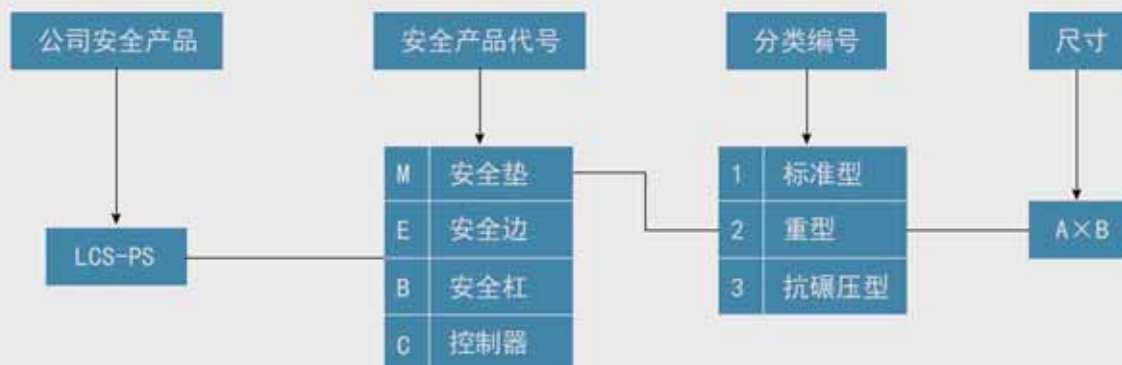 公司安全产品
安全产品代号
分类编号
尺寸
LCS-PS
M 安全垫
E 安全边
B 安全杠
C 控制器
1 标准型
2 重型
3 抗碾压型
A×B